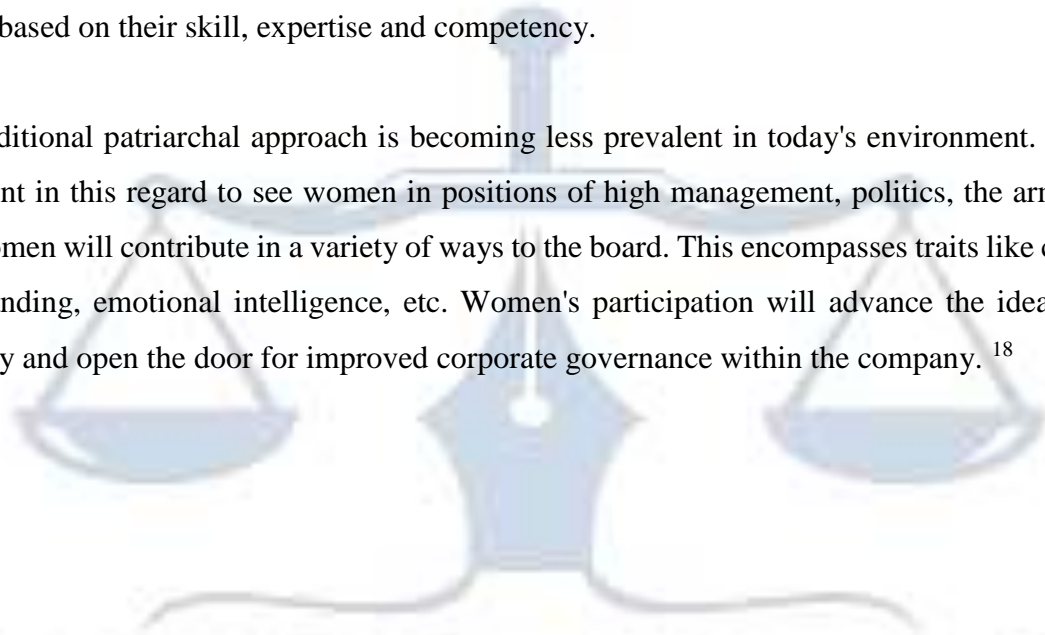 based on their skill, expertise and competency.
ditional patriarchal approach is becoming less prevalent in today's environment.
nt in this regard to see women in positions of high management, politics, the arr
omen will contribute in a variety of ways to the board. This encompasses traits like
nding, emotional intelligence, etc. Women's participation will advance the idea
y and open the door for improved corporate governance within the company. 18